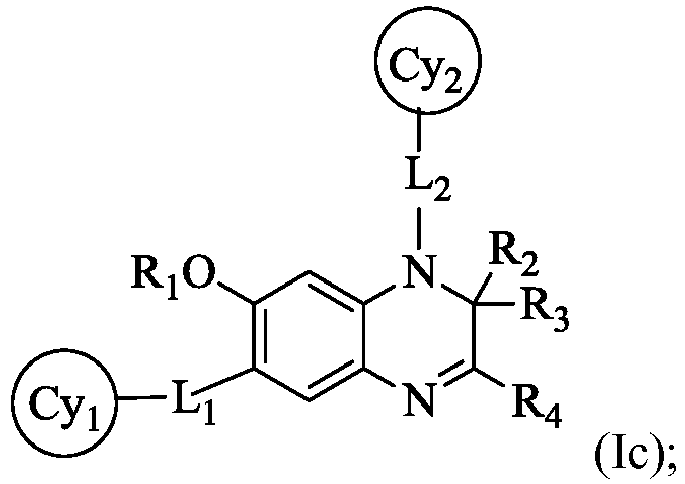 Cy₂
L₂
R₁O N R₂
R₃
Cy₁ L₁ N R₄
(Ic);